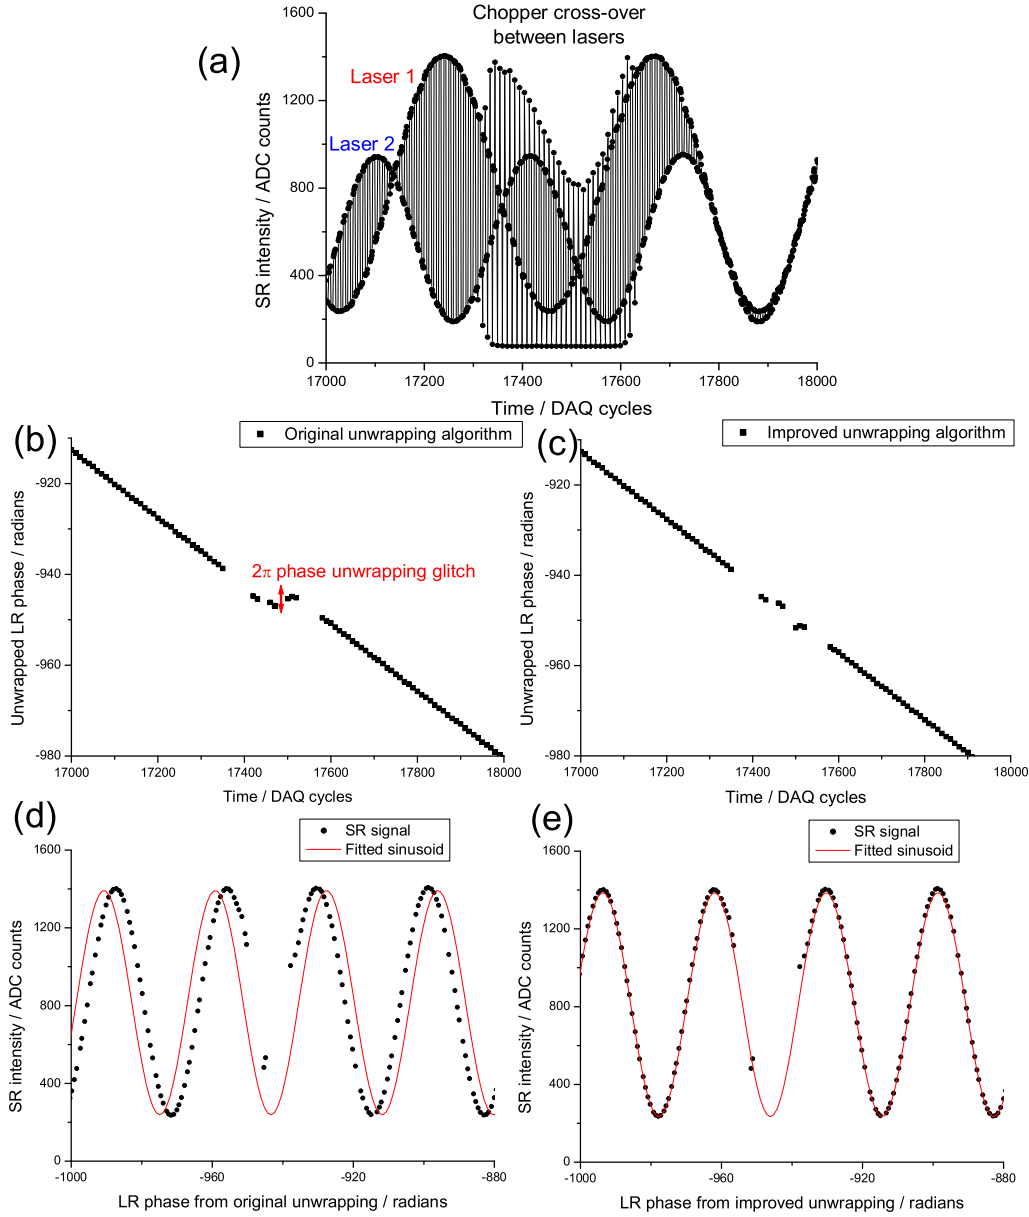 Chopper cross-over
between lasers
(a)
Laser 1
Laser 2
SR intensity / ADC counts
1600
1200
800
400
0
17000 17200 17400 17600 17800 18000
Time / DAQ cycles
(b)
Original unwrapping algorithm
2π phase unwrapping glitch
Unwrapped LR phase / radians
-920
-940
-960
-980
17000 17200 17400 17600 17800 18000
Time / DAQ cycles
(c)
Improved unwrapping algorithm
Unwrapped LR phase / radians
-920
-940
-960
-980
17000 17200 17400 17600 17800 18000
Time / DAQ cycles
(d)
SR signal
Fitted sinusoid
SR intensity / ADC counts
1600
1200
800
400
0
-1000 -960 -920 -880
LR phase from original unwrapping / radians
(e)
SR signal
Fitted sinusoid
SR intensity / ADC counts
1600
1200
800
400
0
-1000 -960 -920 -880
LR phase from improved unwrapping / radians